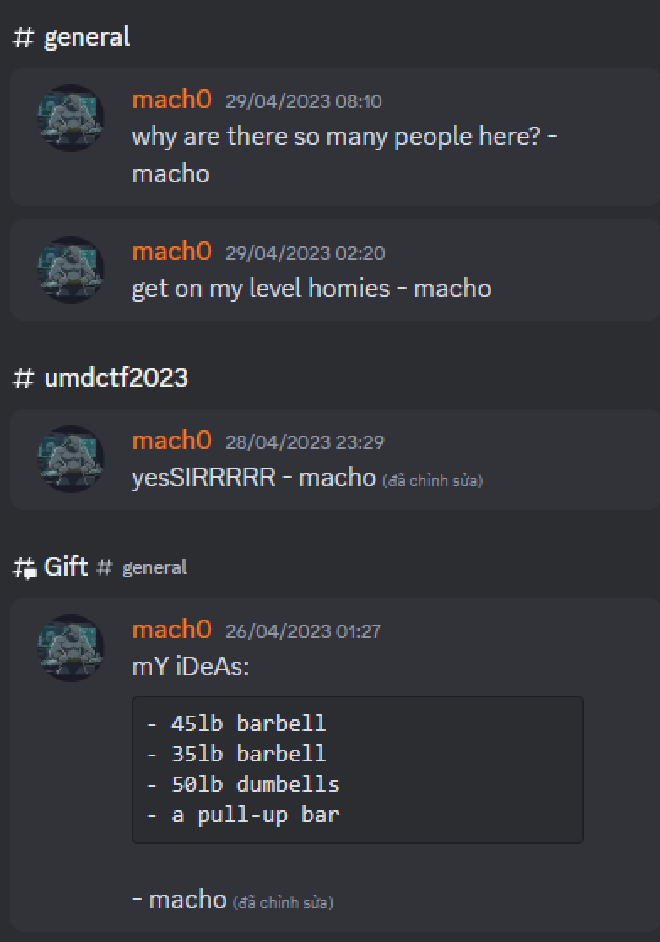 # general
mach0 29/04/2023 08:10
why are there so many people here? -
macho
mach0 29/04/2023 02:20
get on my level homies - macho
# umdctf2023
mach0 28/04/2023 23:29
yesSIRRRRR - macho (đã chỉnh sửa)
# Gift # general
mach0 26/04/2023 01:27
mY iDeAs:
- 45lb barbell
- 35lb barbell
- 50lb dumbells
- a pull-up bar
- macho (đã chỉnh sửa)